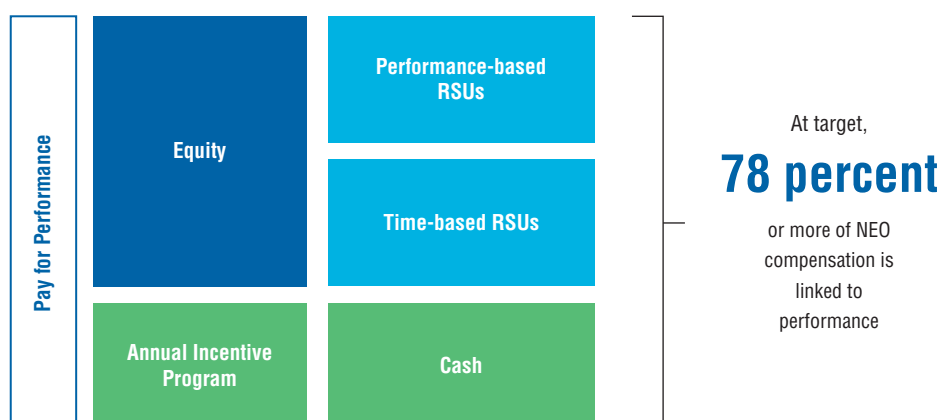 Pay for Performance
Equity
Performance-based
RSUs
Time-based RSUs
Annual Incentive
Program
Cash
At target,
78 percent
or more of NEO
compensation is
linked to
performance